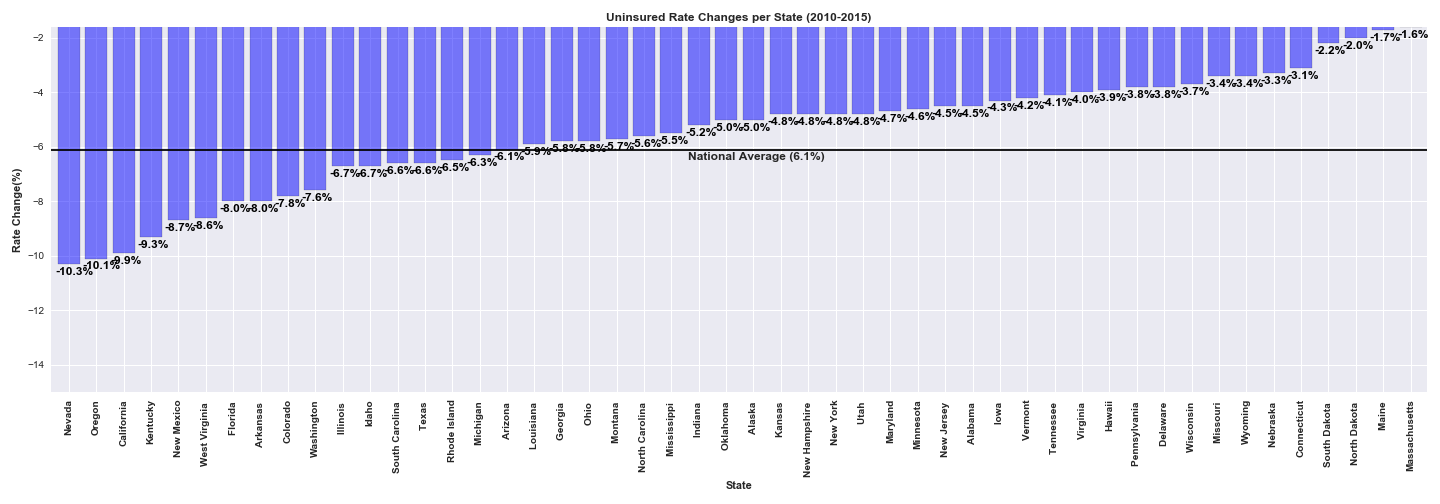 Uninsured Rate Changes per State (2010-2015)
Rate Change(%)
−2
−4
−6
−8
−10
−12
−14
-10.3%
-10.1%
-9.9%
-9.3%
-8.7%
-8.6%
-8.0%
-8.0%
-7.8%
-7.6%
-6.7%
-6.7%
-6.6%
-6.6%
-6.5%
-6.3%
-6.1%
-5.9%
-5.8%
-5.8%
-5.7%
-5.6%
-5.5%
-5.2%
-5.0%
-5.0%
-4.8%
-4.8%
-4.8%
-4.8%
-4.7%
-4.6%
-4.5%
-4.5%
-4.3%
-4.2%
-4.1%
-4.0%
-3.9%
-3.8%
-3.8%
-3.7%
-3.4%
-3.4%
-3.3%
-3.1%
-2.2%
-2.0%
-1.7%
-1.6%
National Average (6.1%)
Nevada
Oregon
California
Kentucky
New Mexico
West Virginia
Florida
Arkansas
Colorado
Washington
Illinois
Idaho
South Carolina
Texas
Rhode Island
Michigan
Arizona
Louisiana
Georgia
Ohio
Montana
North Carolina
Mississippi
Indiana
Oklahoma
Alaska
Kansas
New Hampshire
New York
Utah
Maryland
Minnesota
New Jersey
Alabama
Iowa
Vermont
Tennessee
Virginia
Hawaii
Pennsylvania
Delaware
Wisconsin
Missouri
Wyoming
Nebraska
Connecticut
South Dakota
North Dakota
Maine
Massachusetts
State